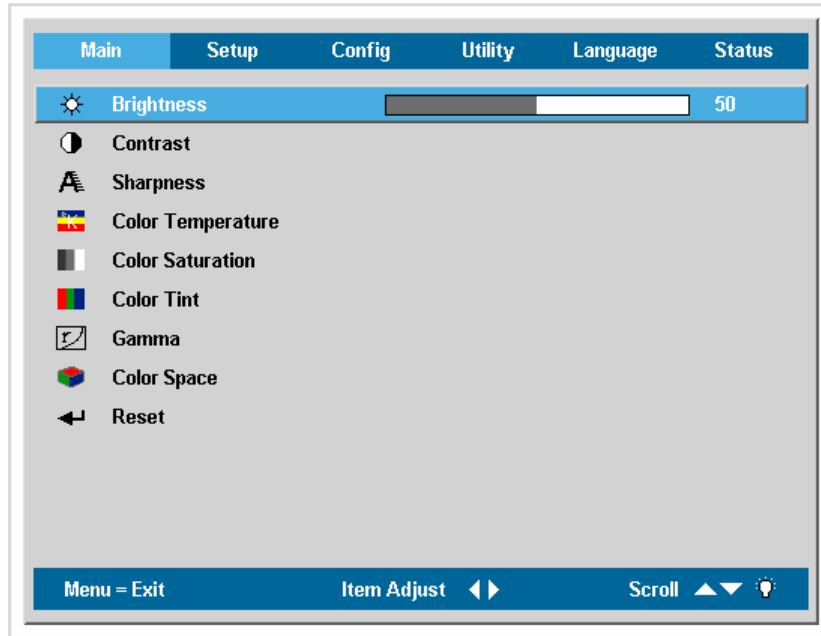 Main Setup Config Utility Language Status
Brightness 50
Contrast
Sharpness
Color Temperature
Color Saturation
Color Tint
Gamma
Color Space
Reset
Menu = Exit Item Adjust Scroll